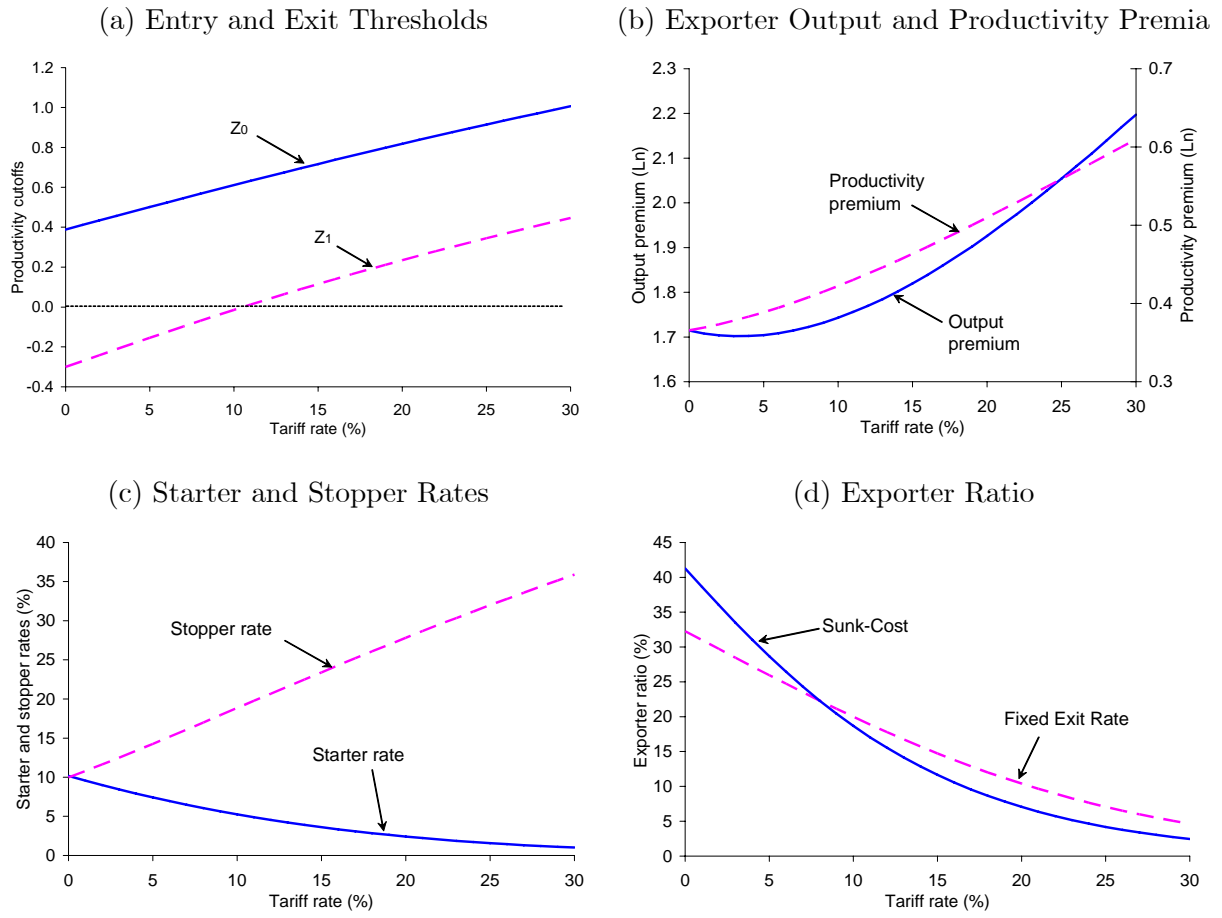 (a) Entry and Exit Thresholds
1.2
1.0
0.8
0.6
0.4
0.2
0.0
-0.2
-0.4
Productivity cutoffs
Z0
Z1
0 5 10 15 20 25 30
Tariff rate (%)
(b) Exporter Output and Productivity Premia
2.3
2.2
2.1
2.0
1.9
1.8
1.7
1.6
Output premium (Ln)
Productivity
premium
Output
premium
0.7
0.6
0.5
0.4
0.3
Productivity premium (Ln)
0 5 10 15 20 25 30
Tariff rate (%)
(c) Starter and Stopper Rates
40
35
30
25
20
15
10
5
0
Starter and stopper rates (%)
Stopper rate
Starter rate
0 5 10 15 20 25 30
Tariff rate (%)
(d) Exporter Ratio
45
40
35
30
25
20
15
10
5
0
Exporter ratio (%)
Sunk-Cost
Fixed Exit Rate
0 5 10 15 20 25 30
Tariff rate (%)